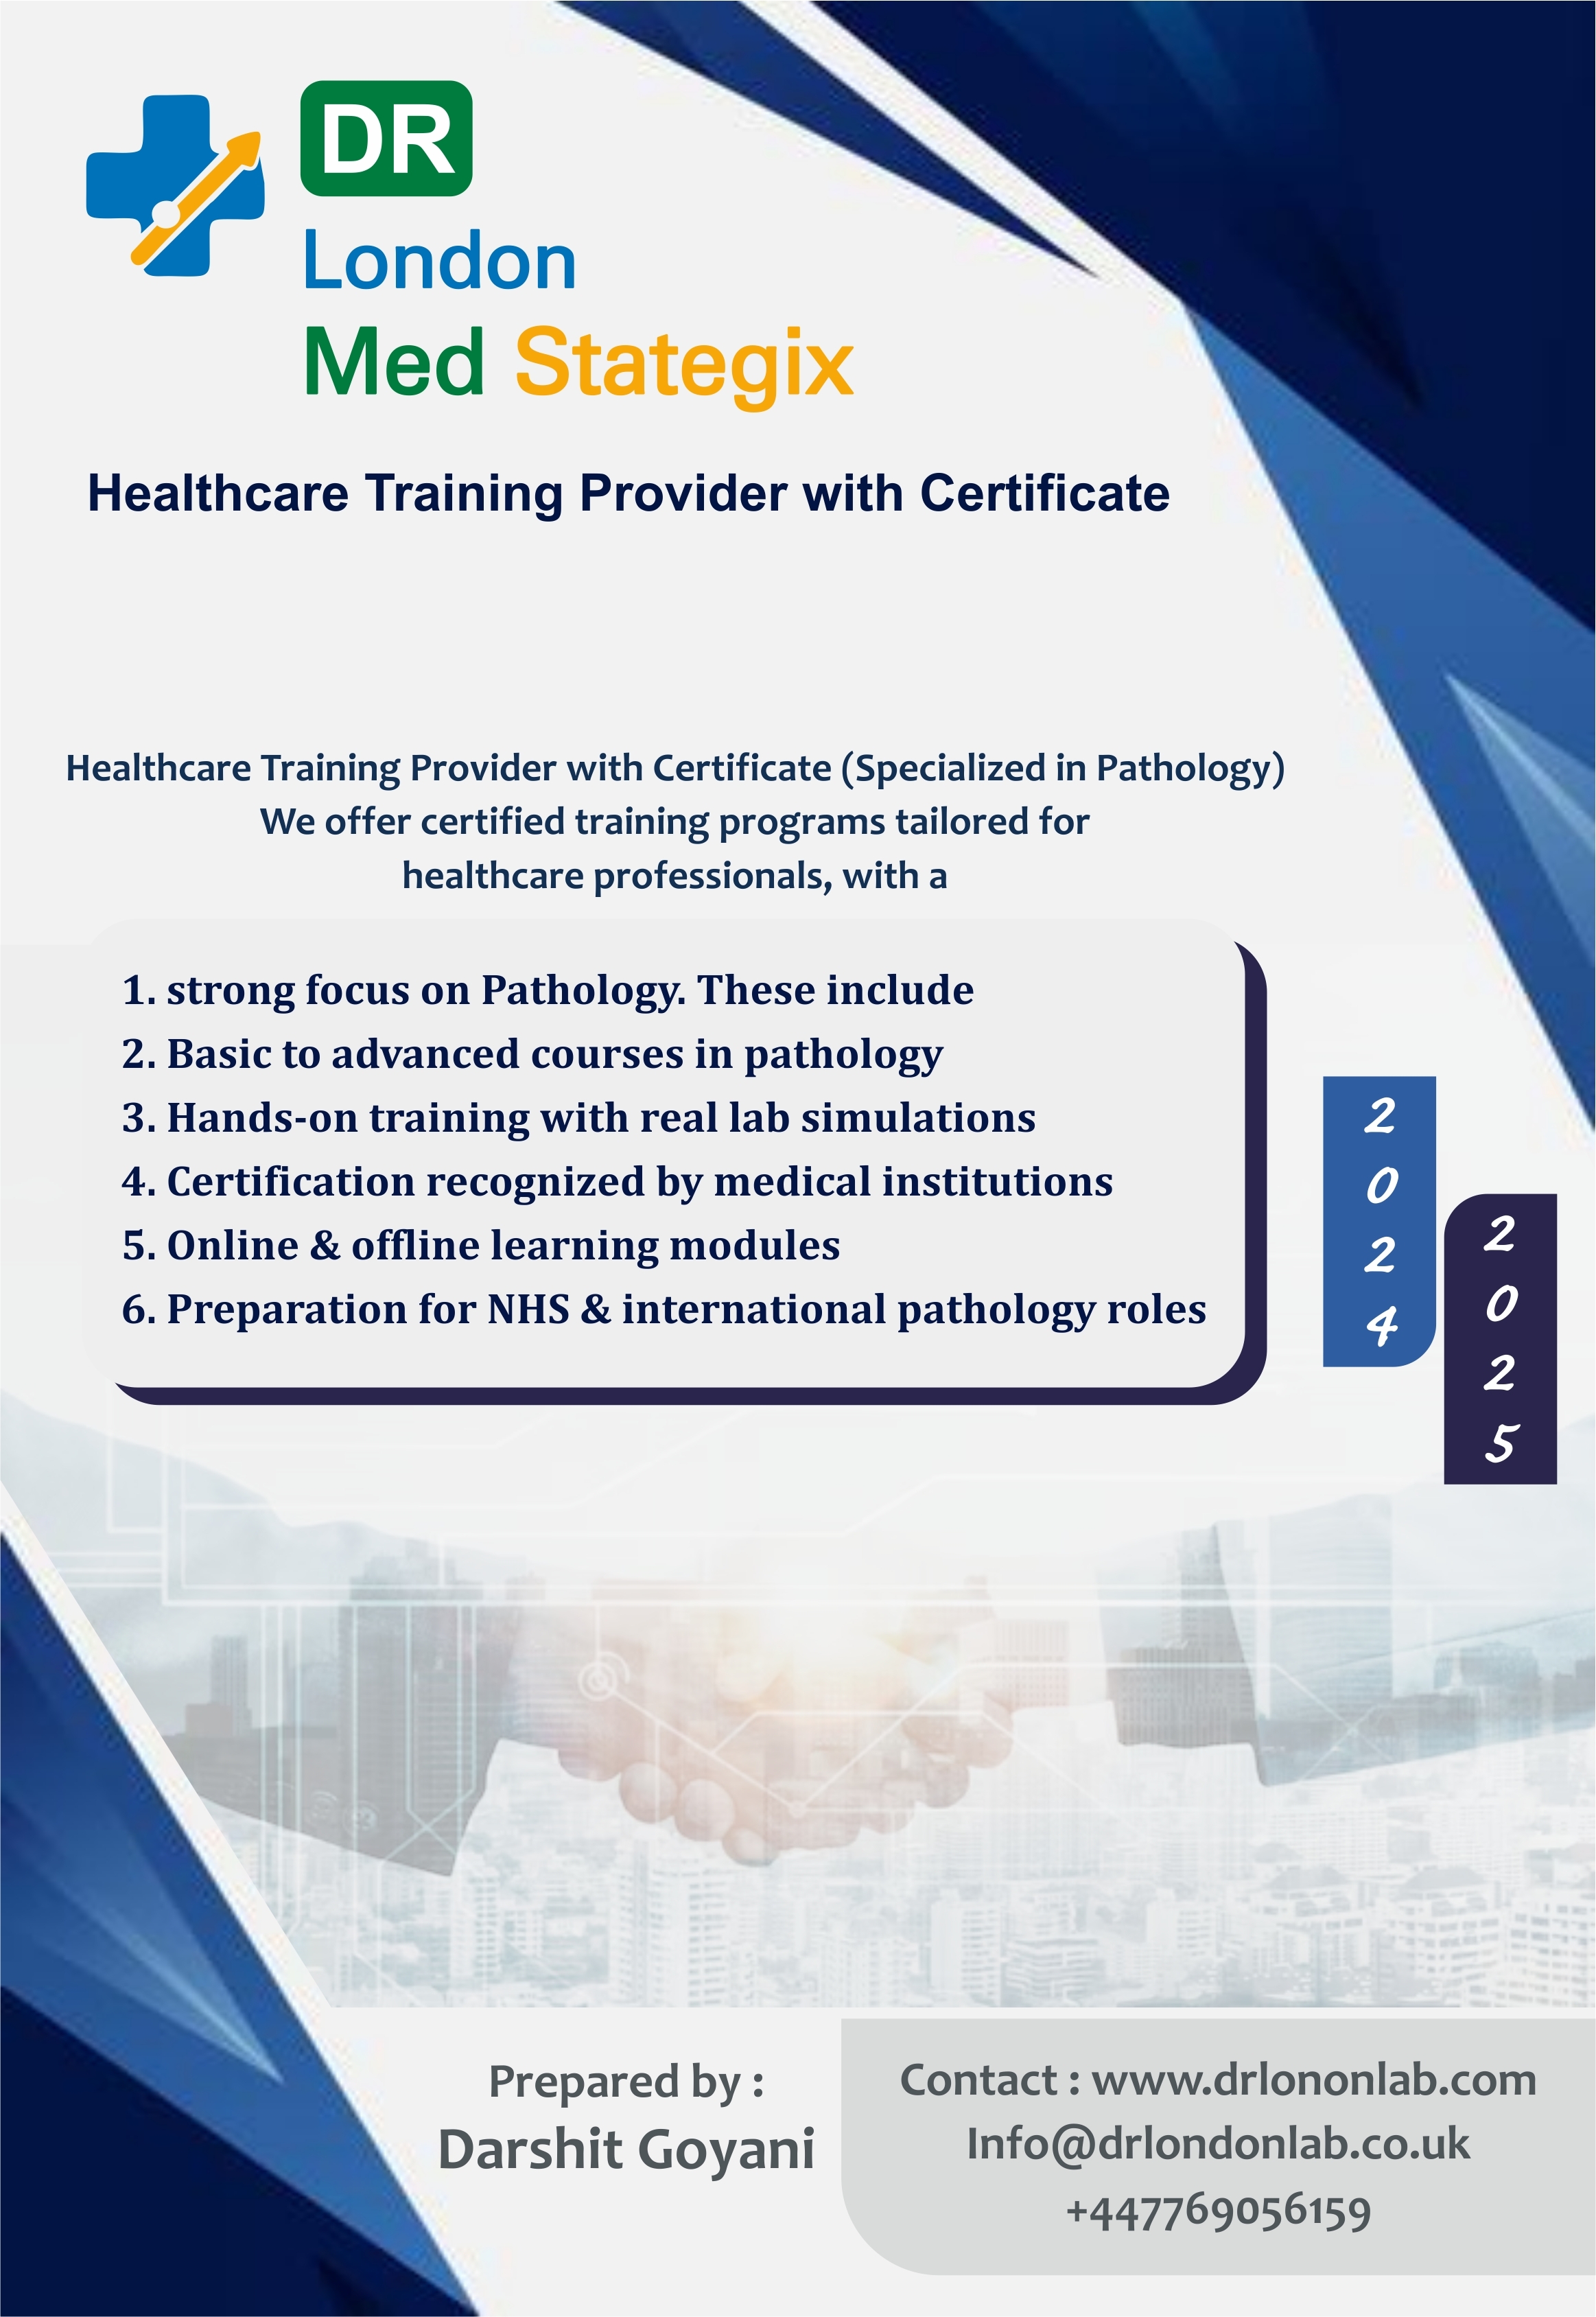 DR
London
Med Stategix
Healthcare Training Provider with Certificate
Healthcare Training Provider with Certificate (Specialized in Pathology)
We offer certified training programs tailored for
healthcare professionals, with a
1. strong focus on Pathology. These include
2. Basic to advanced courses in pathology
3. Hands-on training with real lab simulations
4. Certification recognized by medical institutions
5. Online & offline learning modules
6. Preparation for NHS & international pathology roles
2024
2025
Prepared by :
Darshit Goyani
Contact : www.drlononlab.com
Info@drlondonlab.co.uk
+447769056159